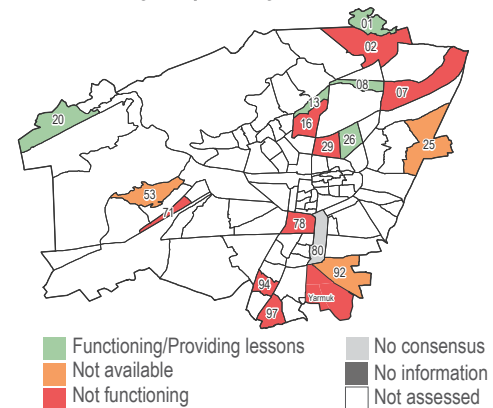 01
02
08
07
20
13
16
29
26
25
53
71
78
80
92
94
Yarmuk
97
Functioning/Providing lessons
No consensus
Not available
No information
Not functioning
Not assessed